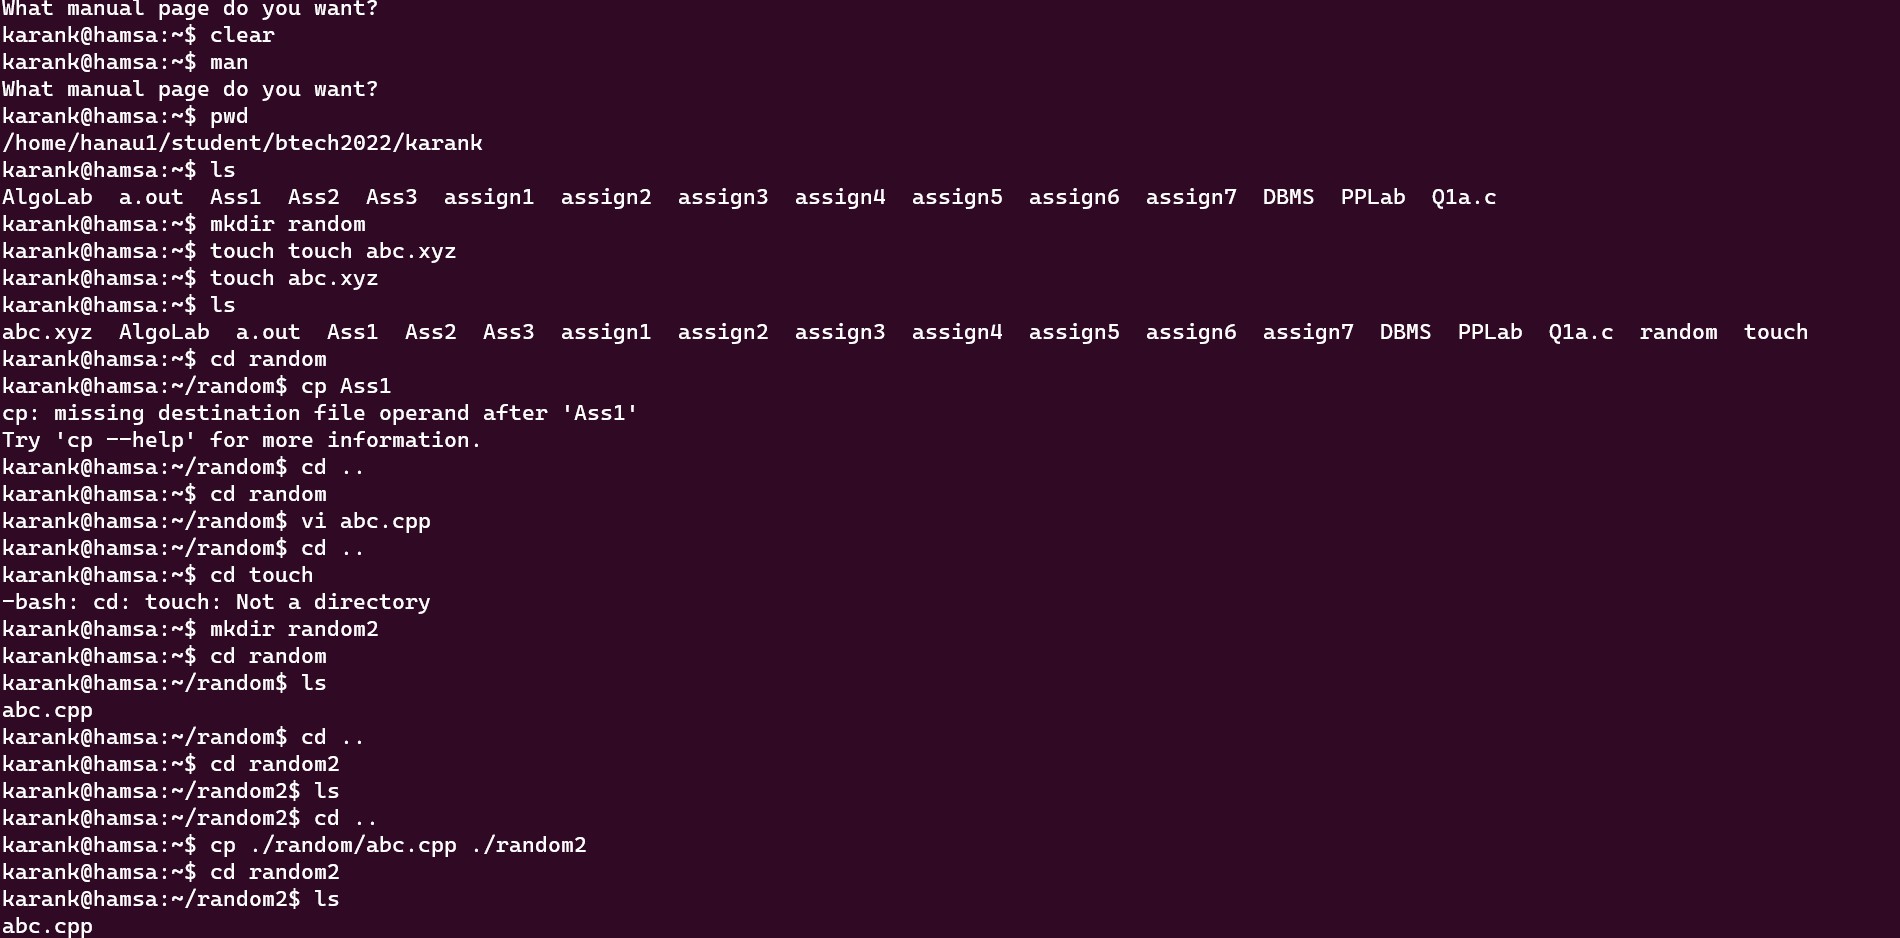 What manual page do you want?
karank@hamsa:~$ clear
karank@hamsa:~$ man
What manual page do you want?
karank@hamsa:~$ pwd
/home/hanau1/student/btech2022/karank
karank@hamsa:~$ ls
AlgoLab  a.out  Ass1  Ass2  Ass3  assign1  assign2  assign3  assign4  assign5  assign6  assign7  DBMS  PPLab  Q1a.c
karank@hamsa:~$ mkdir random
karank@hamsa:~$ touch touch abc.xyz
karank@hamsa:~$ touch abc.xyz
karank@hamsa:~$ ls
abc.xyz  AlgoLab  a.out  Ass1  Ass2  Ass3  assign1  assign2  assign3  assign4  assign5  assign6  assign7  DBMS  PPLab  Q1a.c  random  touch
karank@hamsa:~$ cd random
karank@hamsa:~/random$ cp Ass1
cp: missing destination file operand after 'Ass1'
Try 'cp --help' for more information.
karank@hamsa:~/random$ cd ..
karank@hamsa:~$ cd random
karank@hamsa:~/random$ vi abc.cpp
karank@hamsa:~/random$ cd ..
karank@hamsa:~$ cd touch
-bash: cd: touch: Not a directory
karank@hamsa:~$ mkdir random2
karank@hamsa:~$ cd random
karank@hamsa:~/random$ ls
abc.cpp
karank@hamsa:~/random$ cd ..
karank@hamsa:~$ cd random2
karank@hamsa:~/random2$ ls
karank@hamsa:~/random2$ cd ..
karank@hamsa:~$ cp ./random/abc.cpp ./random2
karank@hamsa:~$ cd random2
karank@hamsa:~/random2$ ls
abc.cpp